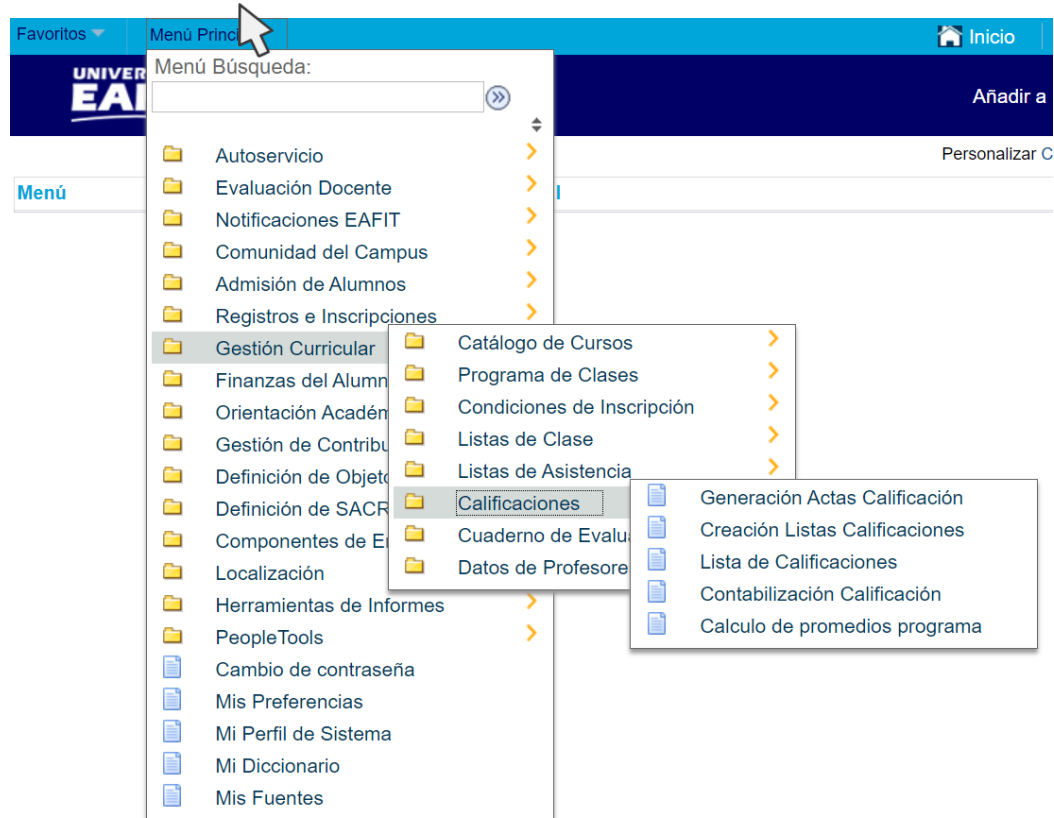 Favoritos
Inicio
Menú Búsqueda:
Añadir a
Personalizar C
Menú
Autoservicio
Evaluación Docente
Notificaciones EAFIT
Comunidad del Campus
Admisión de Alumnos
Registros e Inscripciones
Gestión Curricular
Finanzas del Alumn
Orientación Académ
Gestión de Contribu
Definición de Objeto
Definición de SACR
Componentes de E
Localización
Herramientas de Informes
PeopleTools
Cambio de contraseña
Mis Preferencias
Mi Perfil de Sistema
Mi Diccionario
Mis Fuentes
Catálogo de Cursos
Programa de Clases
Condiciones de Inscripción
Listas de Clase
Listas de Asistencia
Calificaciones
Cuaderno de Evalua
Datos de Profesore
Generación Actas Calificación
Creación Listas Calificaciones
Lista de Calificaciones
Contabilización Calificación
Calculo de promedios programa